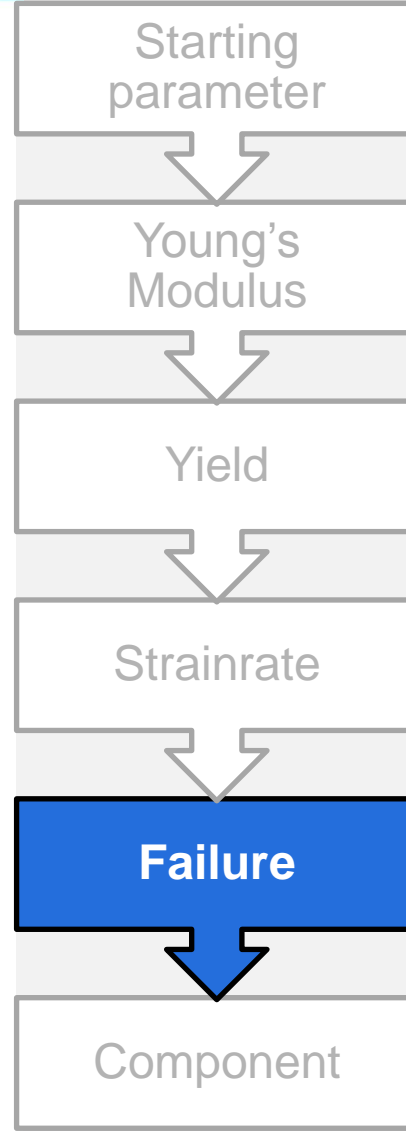 Starting
parameter
Young’s
Modulus
Yield
Strainrate
Failure
Component